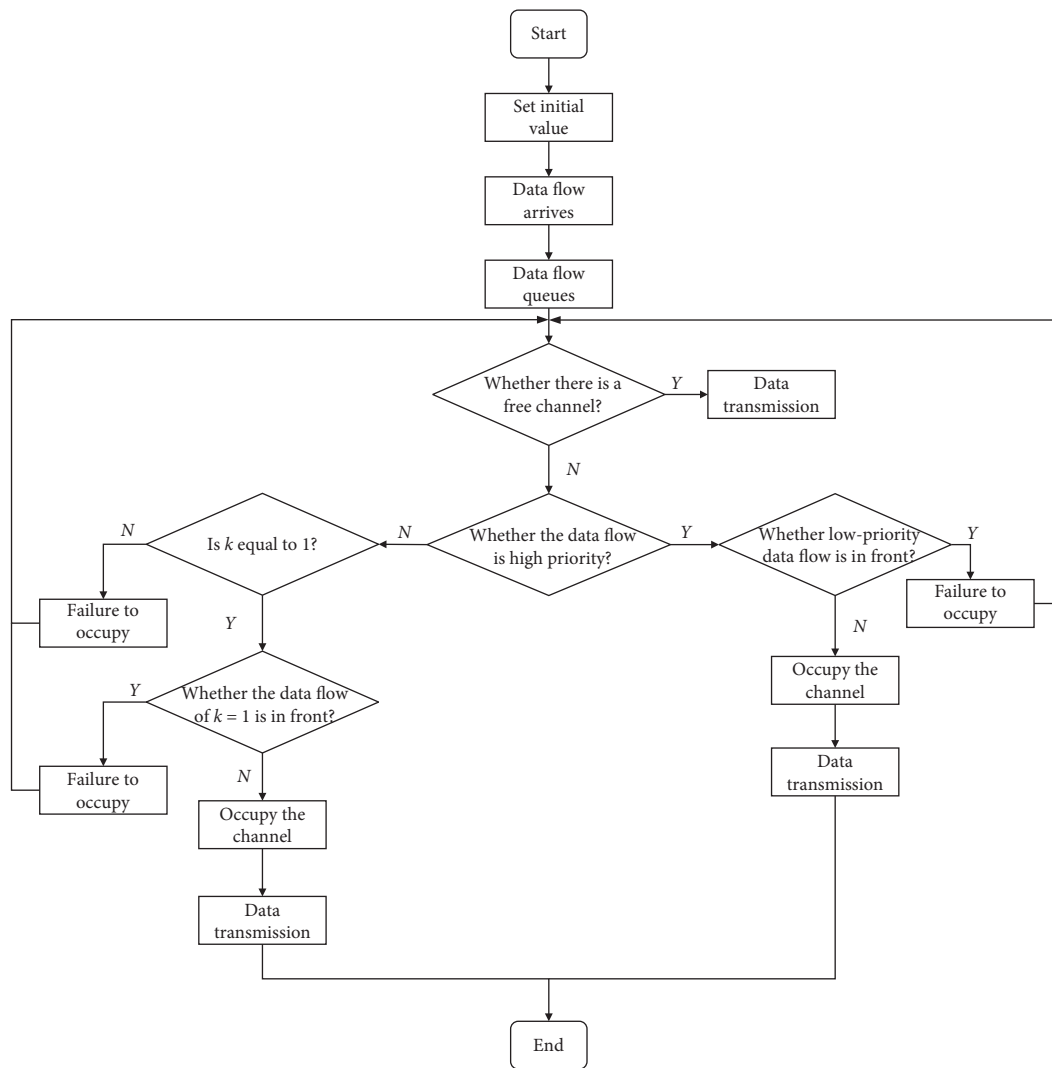 Start
Set initial
value
Data flow
arrives
Data flow
queues
Whether there is a
free channel?
Y
Data
transmission
N
Is k equal to 1?
N
Whether the data flow
is high priority?
N
Y
Whether low-priority
data flow is in front?
Y
Failure to
occupy
Y
N
Failure to
occupy
Whether the data flow
of k = 1 is in front?
Y
Occupy the
channel
Failure to
occupy
N
Data
transmission
Occupy the
channel
Data
transmission
End